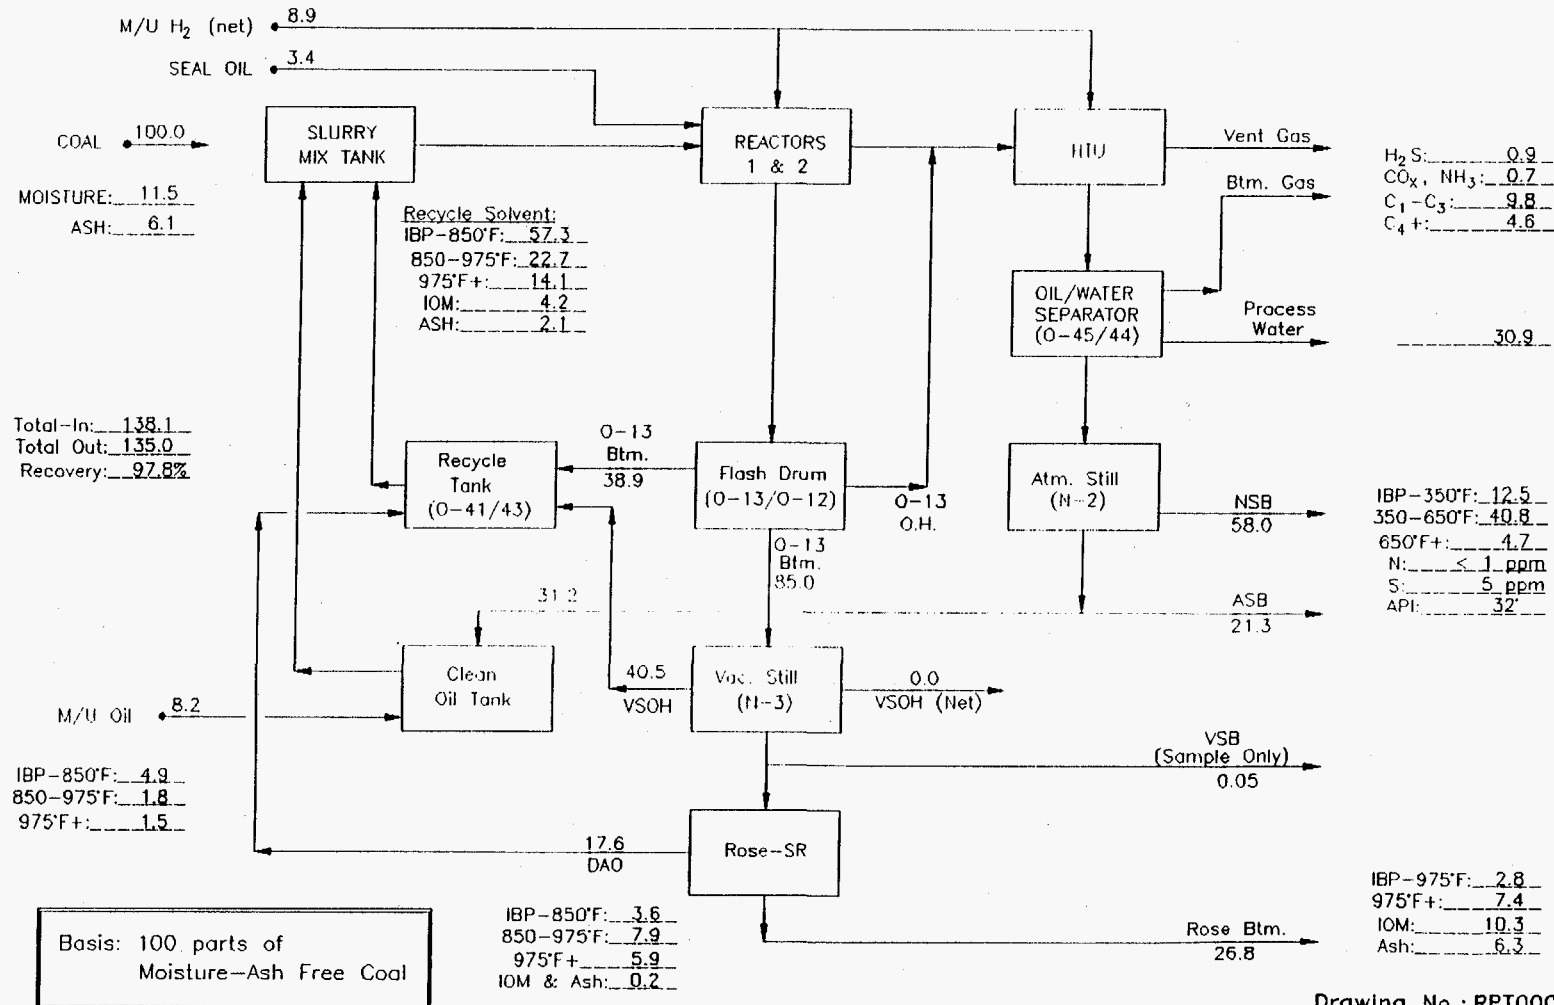 M/U H2 (net) 8.9
SEAL OIL 3.4
COAL 100.0
MOISTURE: 11.5
ASH: 6.1
SLURRY
MIX TANK
REACTORS
1 & 2
HTU
Vent Gas
Btm. Gas
H2S: 0.9
COx, NH3: 0.7
C1-C3: 9.8
C4+: 4.6
Recycle Solvent:
IBP-850°F: 57.3
850-975°F: 22.7
975°F+: 14.1
IOM: 4.2
ASH: 2.1
OIL/WATER
SEPARATOR
(O-45/44)
Process
Water
30.9
Total-In: 138.1
Total Out: 135.0
Recovery: 97.8%
Recycle
Tank
(O-41/43)
O-13
Btm.
38.9
Flash Drum
(O-13/O-12)
O-13
O.H.
Atm. Still
(N-2)
NSB
58.0
IBP-350°F: 12.5
350-650°F: 40.8
650°F+: 4.7
N: < 1 ppm
S: 5 ppm
API: 32°
O-13
Btm.
85.0
ASB
21.3
Clean
Oil Tank
40.5
VSOH
Vac. Still
(N-3)
0.0
VSOH (Net)
M/U Oil 8.2
IBP-850°F: 4.9
850-975°F: 1.8
975°F+: 1.5
VSB
(Sample Only)
0.05
17.6
DAO
Rose-SR
IBP-850°F: 3.6
850-975°F: 7.9
975°F+ 5.9
IOM & Ash: 0.2
Rose Btm.
26.8
IBP-975°F: 2.8
975°F+: 7.4
IOM: 10.3
Ash: 6.3
Basis: 100 parts of
Moisture-Ash Free Coal